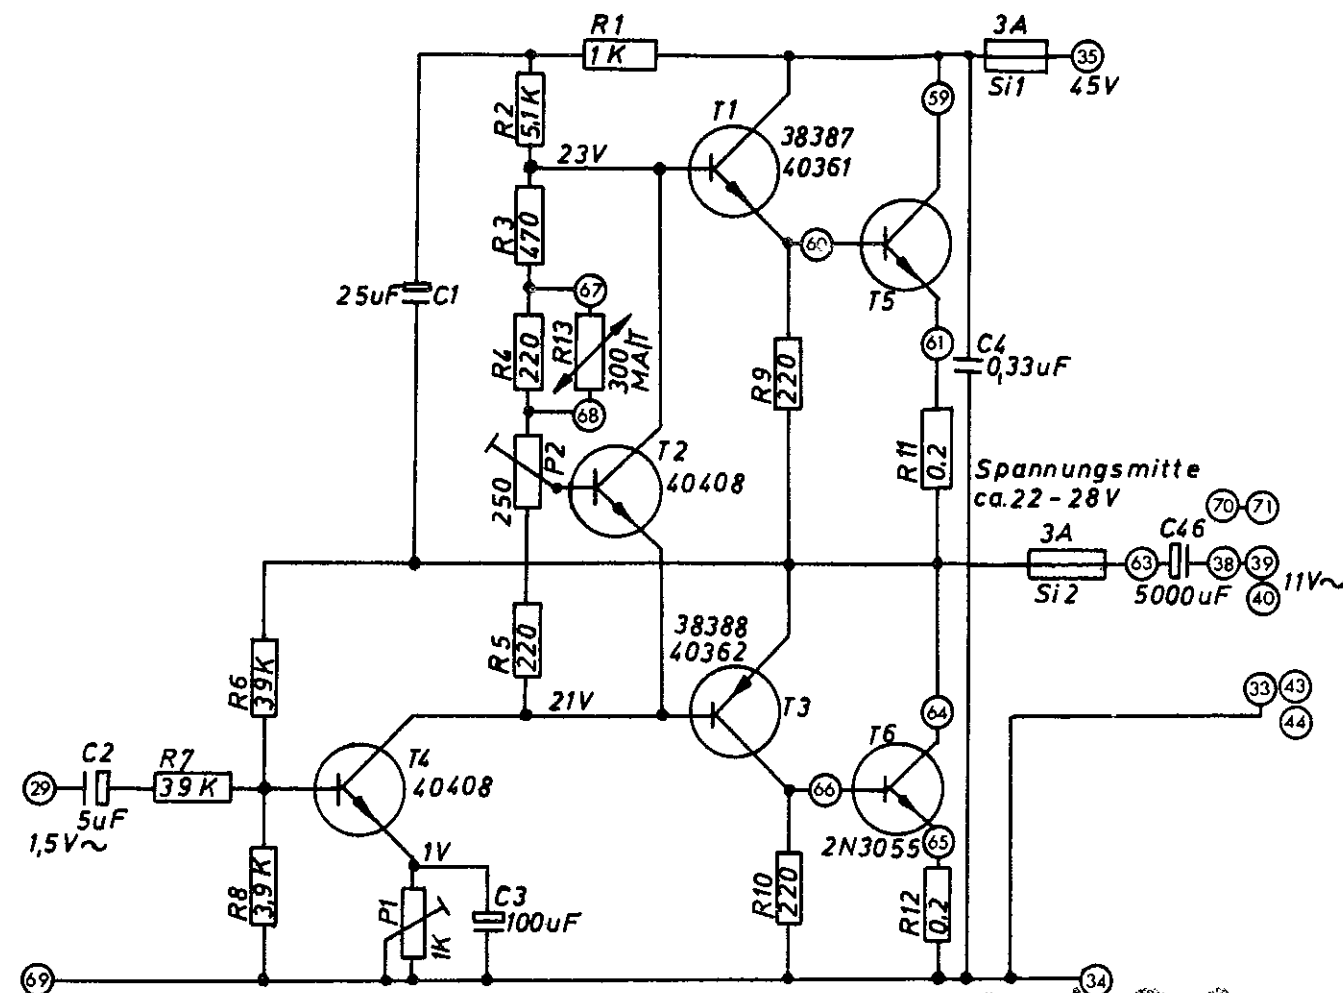 R1
1K
3A
35
Si1
45V
R2
5,1K
T1
59
38387
40361
23V
R3
470
60
T5
25uF
C1
67
R4
220
R13
300
MA/T
61
C4
0,33uF
R9
220
68
P2
250
T2
40408
R11
0.2
Spannungsmitte
ca.22-28V
70
71
3A
C46
63
38
39
11V~
Si2
5000uF
40
R5
220
38388
40362
R6
39K
21V
T3
33
43
44
64
C2
R7
39K
T4
40408
T6
29
5uF
1,5V~
66
2N3055
65
1V
R8
3,9K
P1
1K
C3
100uF
R10
220
R12
0.2
69
34